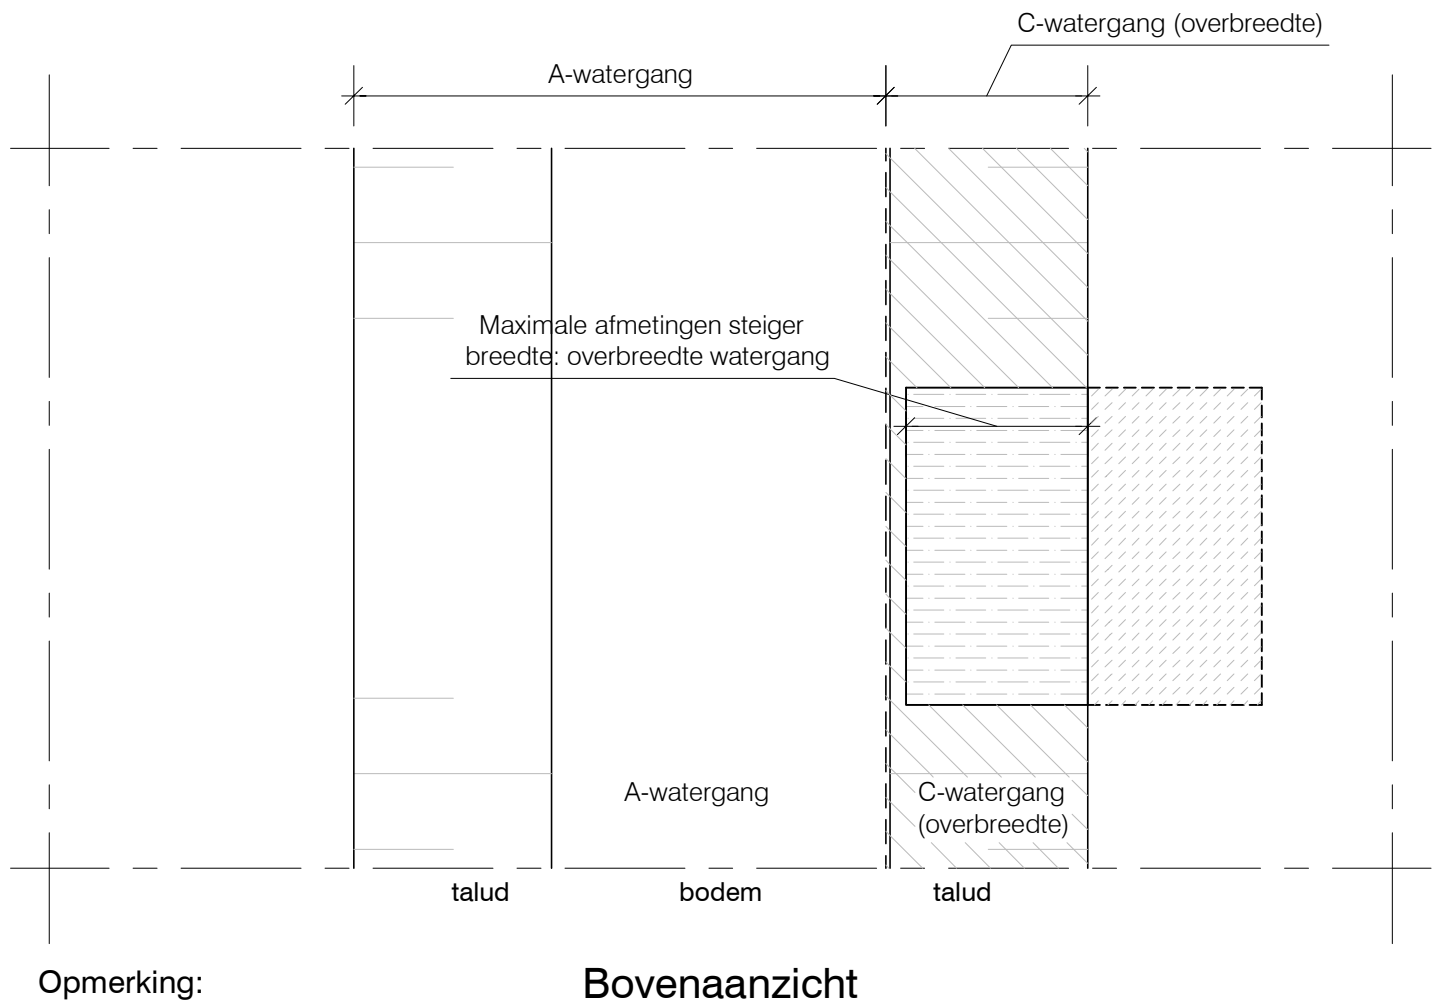 C-watergang (overbreedte)
A-watergang
Maximale afmetingen steiger
breedte: overbreedte watergang
A-watergang
C-watergang
(overbreedte)
talud
bodem
talud
Opmerking:
Bovenaanzicht